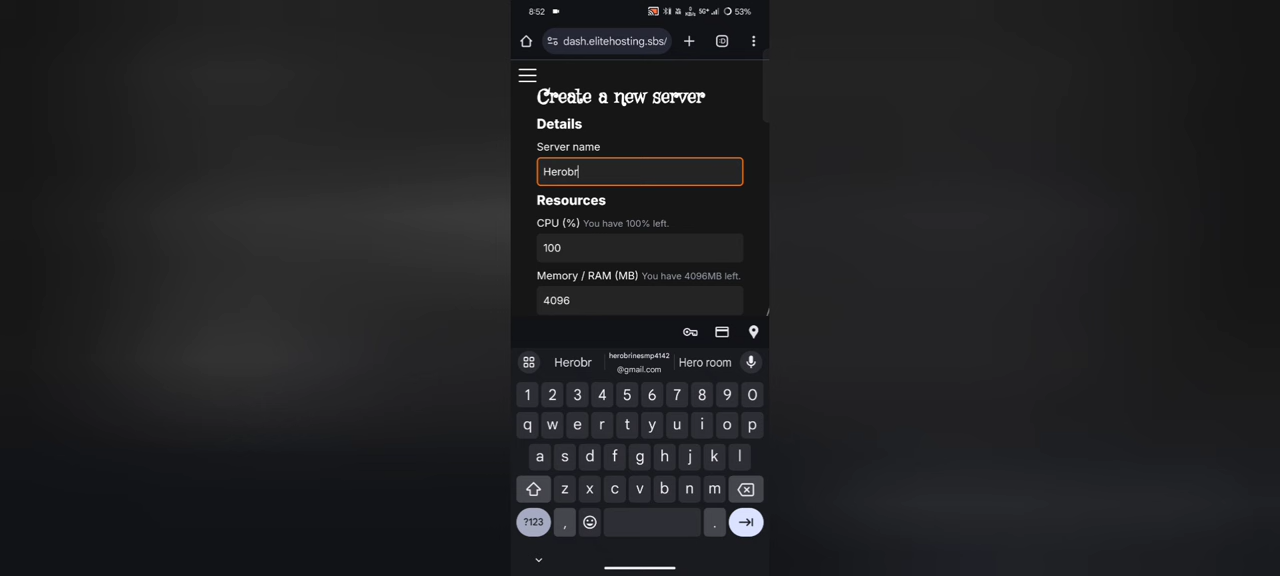 8:52
5G+
53%
dash.elitehosting.sbs/
:D
Create a new server
Details
Server name
Herobr
Resources
CPU (%) You have 100% left.
100
Memory / RAM (MB) You have 4096MB left.
4096
Herobr
herobrinesmp4142
@gmail.com
Hero room
1 2 3 4 5 6 7 8 9 0
q w e r t y u i o p
a s d f g h j k l
z x c v b n m
?123 , .